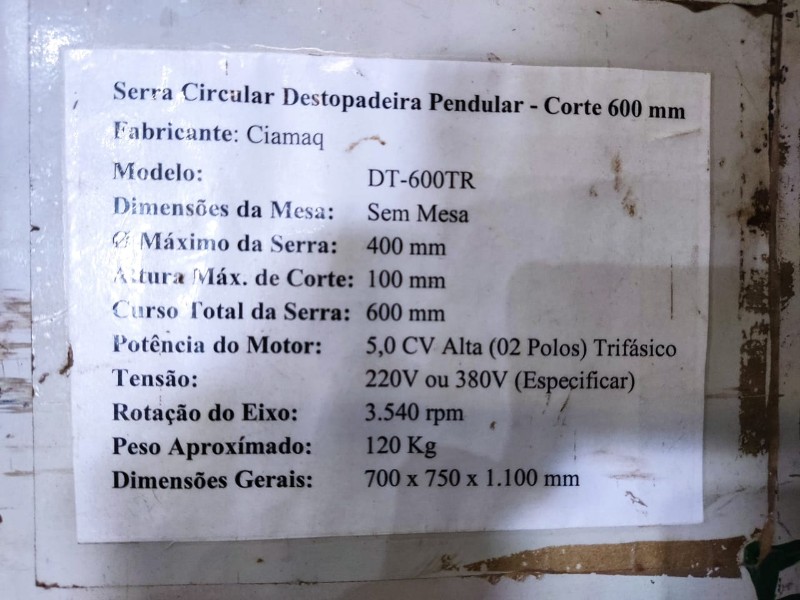 Serra Circular Destopadeira Pendular - Corte 600 mm
Fabricante: Ciamaq
Modelo: DT-600TR
Dimensões da Mesa: Sem Mesa
Ø Máximo da Serra: 400 mm
Altura Máx. de Corte: 100 mm
Curso Total da Serra: 600 mm
Potência do Motor: 5,0 CV Alta (02 Polos) Trifásico
Tensão: 220V ou 380V (Especificar)
Rotação do Eixo: 3.540 rpm
Peso Aproxímado: 120 Kg
Dimensões Gerais: 700 x 750 x 1.100 mm